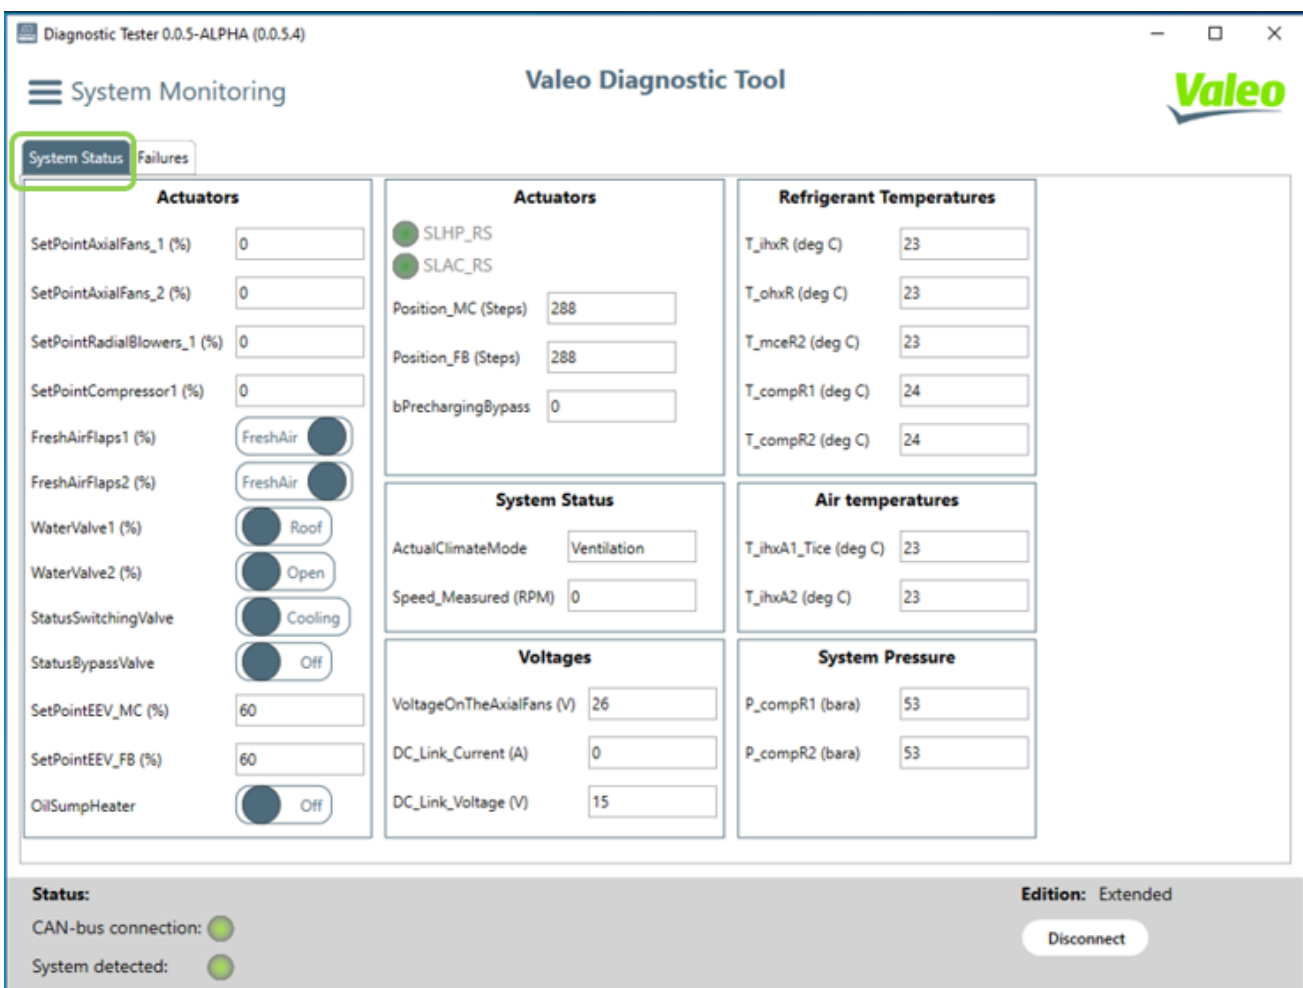 Diagnostic Tester 0.0.5-ALPHA (0.0.5.4)
System Monitoring
Valeo Diagnostic Tool
Valeo
System Status
Failures
Actuators
SetPointAxialFans_1 (%) 0
SetPointAxialFans_2 (%) 0
SetPointRadialBlowers_1 (%) 0
SetPointCompressor1 (%) 0
FreshAirFlaps1 (%) FreshAir
FreshAirFlaps2 (%) FreshAir
WaterValve1 (%) Roof
WaterValve2 (%) Open
StatusSwitchingValve Cooling
StatusBypassValve Off
SetPointEEV_MC (%) 60
SetPointEEV_FB (%) 60
OilSumpHeater Off
Actuators
SLHP_RS
SLAC_RS
Position_MC (Steps) 288
Position_FB (Steps) 288
bPrechargingBypass 0
System Status
ActualClimateMode Ventilation
Speed_Measured (RPM) 0
Voltages
VoltageOnTheAxialFans (V) 26
DC_Link_Current (A) 0
DC_Link_Voltage (V) 15
Refrigerant Temperatures
T_ihxR (deg C) 23
T_ohxR (deg C) 23
T_mceR2 (deg C) 23
T_compR1 (deg C) 24
T_compR2 (deg C) 24
Air temperatures
T_ihxA1_Tice (deg C) 23
T_ihxA2 (deg C) 23
System Pressure
P_compR1 (bara) 53
P_compR2 (bara) 53
Status:
CAN-bus connection:
System detected:
Edition: Extended
Disconnect